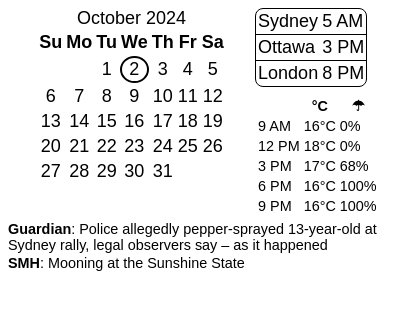 October 2024
Su Mo Tu We Th Fr Sa
1 2 3 4 5
6 7 8 9 10 11 12
13 14 15 16 17 18 19
20 21 22 23 24 25 26
27 28 29 30 31
Sydney 5 AM
Ottawa 3 PM
London 8 PM
°C ☂
9 AM 16°C 0%
12 PM 18°C 0%
3 PM 17°C 68%
6 PM 16°C 100%
9 PM 16°C 100%
Guardian: Police allegedly pepper-sprayed 13-year-old at
Sydney rally, legal observers say – as it happened
SMH: Mooning at the Sunshine State